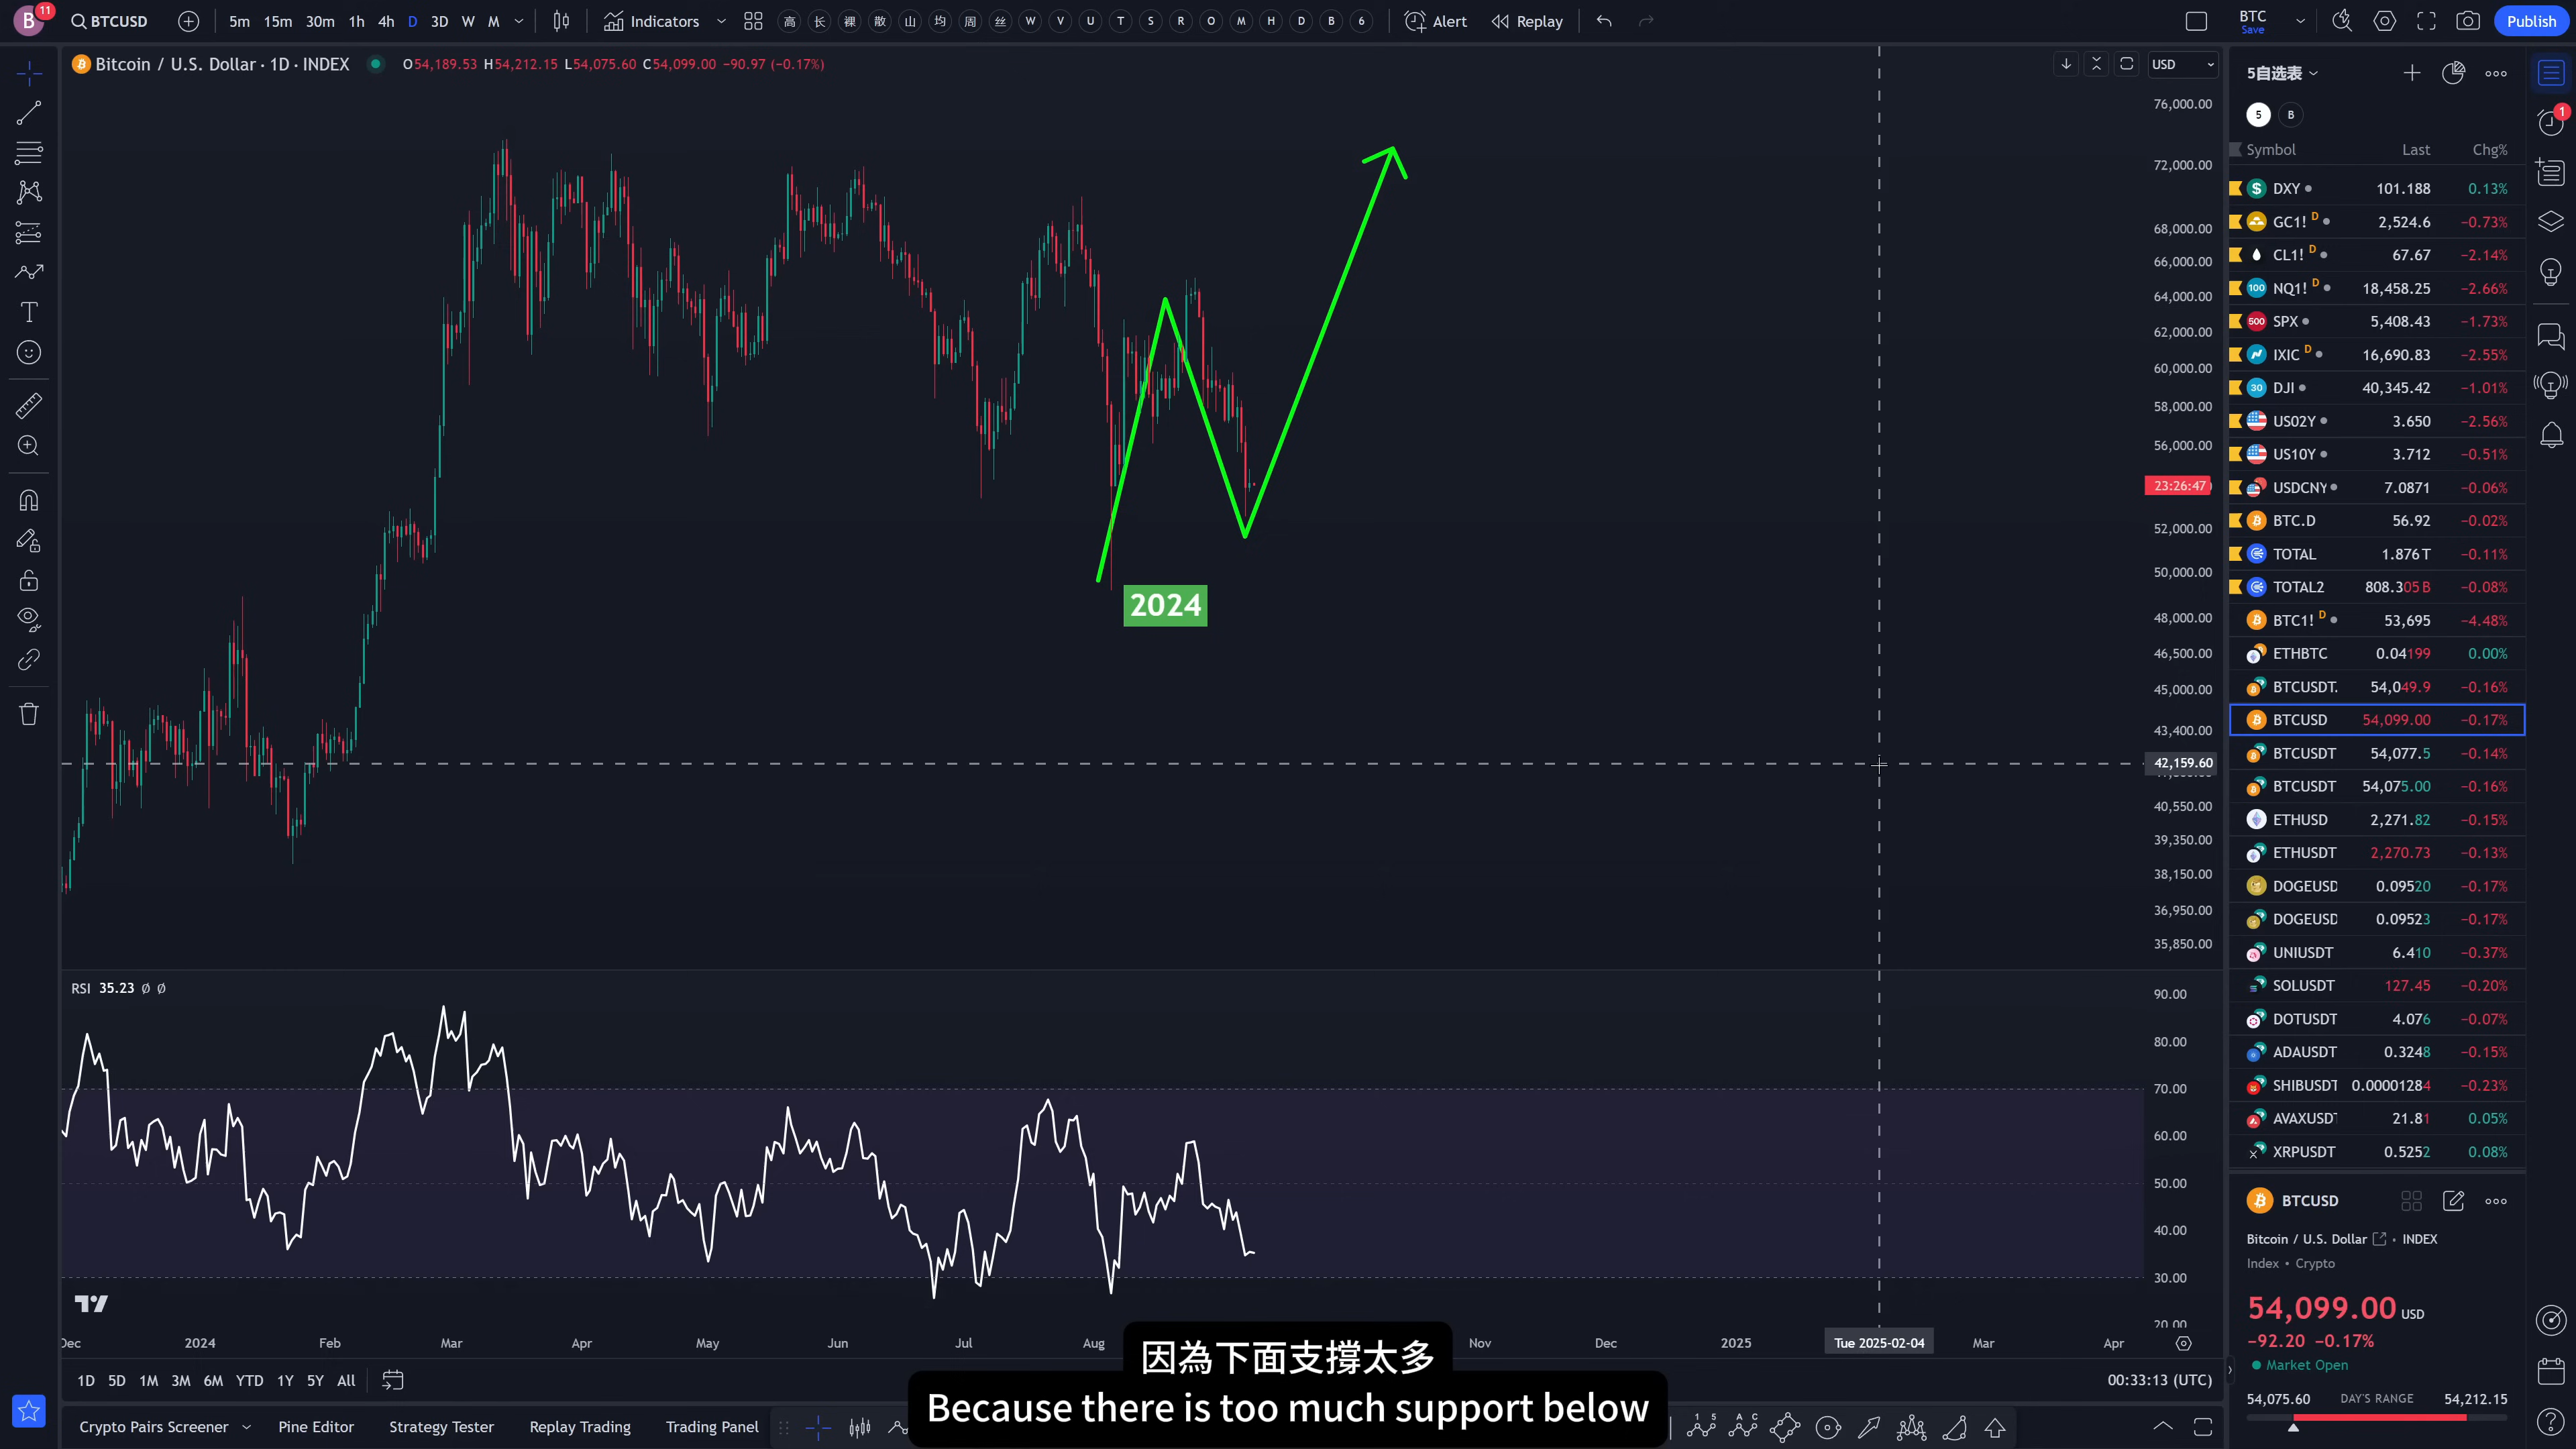 B 11 BTCUSD 5m 15m 30m 1h 4h D 3D W M Indicators 高 长 裸 散 山 均 周 丝 W V U T S R O M H D B 6 Alert Replay BTC Save Publish
Bitcoin / U.S. Dollar · 1D · INDEX O54,189.53 H54,212.15 L54,075.60 C54,099.00 −90.97 (−0.17%) USD
76,000.00
72,000.00
68,000.00
66,000.00
64,000.00
62,000.00
60,000.00
58,000.00
56,000.00
23:26:47
52,000.00
50,000.00
48,000.00
46,500.00
45,000.00
43,400.00
42,159.60
40,550.00
39,350.00
38,150.00
36,950.00
35,850.00
2024
RSI 35.23 ∅ ∅
90.00
80.00
70.00
60.00
50.00
40.00
30.00
20.00
Dec 2024 Feb Mar Apr May Jun Jul Aug Nov Dec 2025 Tue 2025-02-04 Mar Apr
1D 5D 1M 3M 6M YTD 1Y 5Y All 00:33:13 (UTC)
因為下面支撐太多
Because there is too much support below
Crypto Pairs Screener Pine Editor Strategy Tester Replay Trading Trading Panel
5自选表
5 B
1
Symbol Last Chg%
DXY 101.188 0.13%
GC1! D 2,524.6 −0.73%
CL1! D 67.67 −2.14%
100 NQ1! D 18,458.25 −2.66%
500 SPX 5,408.43 −1.73%
IXIC D 16,690.83 −2.55%
30 DJI 40,345.42 −1.01%
US02Y 3.650 −2.56%
US10Y 3.712 −0.51%
USDCNY 7.0871 −0.06%
BTC.D 56.92 −0.02%
TOTAL 1.876 T −0.11%
TOTAL2 808.305 B −0.08%
BTC1! D 53,695 −4.48%
ETHBTC 0.04199 0.00%
BTCUSDT. 54,049.9 −0.16%
BTCUSD 54,099.00 −0.17%
BTCUSDT 54,077.5 −0.14%
BTCUSDT 54,075.00 −0.16%
ETHUSD 2,271.82 −0.15%
ETHUSDT 2,270.73 −0.13%
DOGEUSD 0.09520 −0.17%
DOGEUSD 0.09523 −0.17%
UNIUSDT 6.410 −0.37%
SOLUSDT 127.45 −0.20%
DOTUSDT 4.076 −0.07%
ADAUSDT 0.3248 −0.15%
SHIBUSDT 0.00001284 −0.23%
AVAXUSDT 21.81 0.05%
XRPUSDT 0.5252 0.08%
BTCUSD
Bitcoin / U.S. Dollar • INDEX
Index • Crypto
54,099.00 USD
−92.20 −0.17%
Market Open
54,075.60 DAY'S RANGE 54,212.15